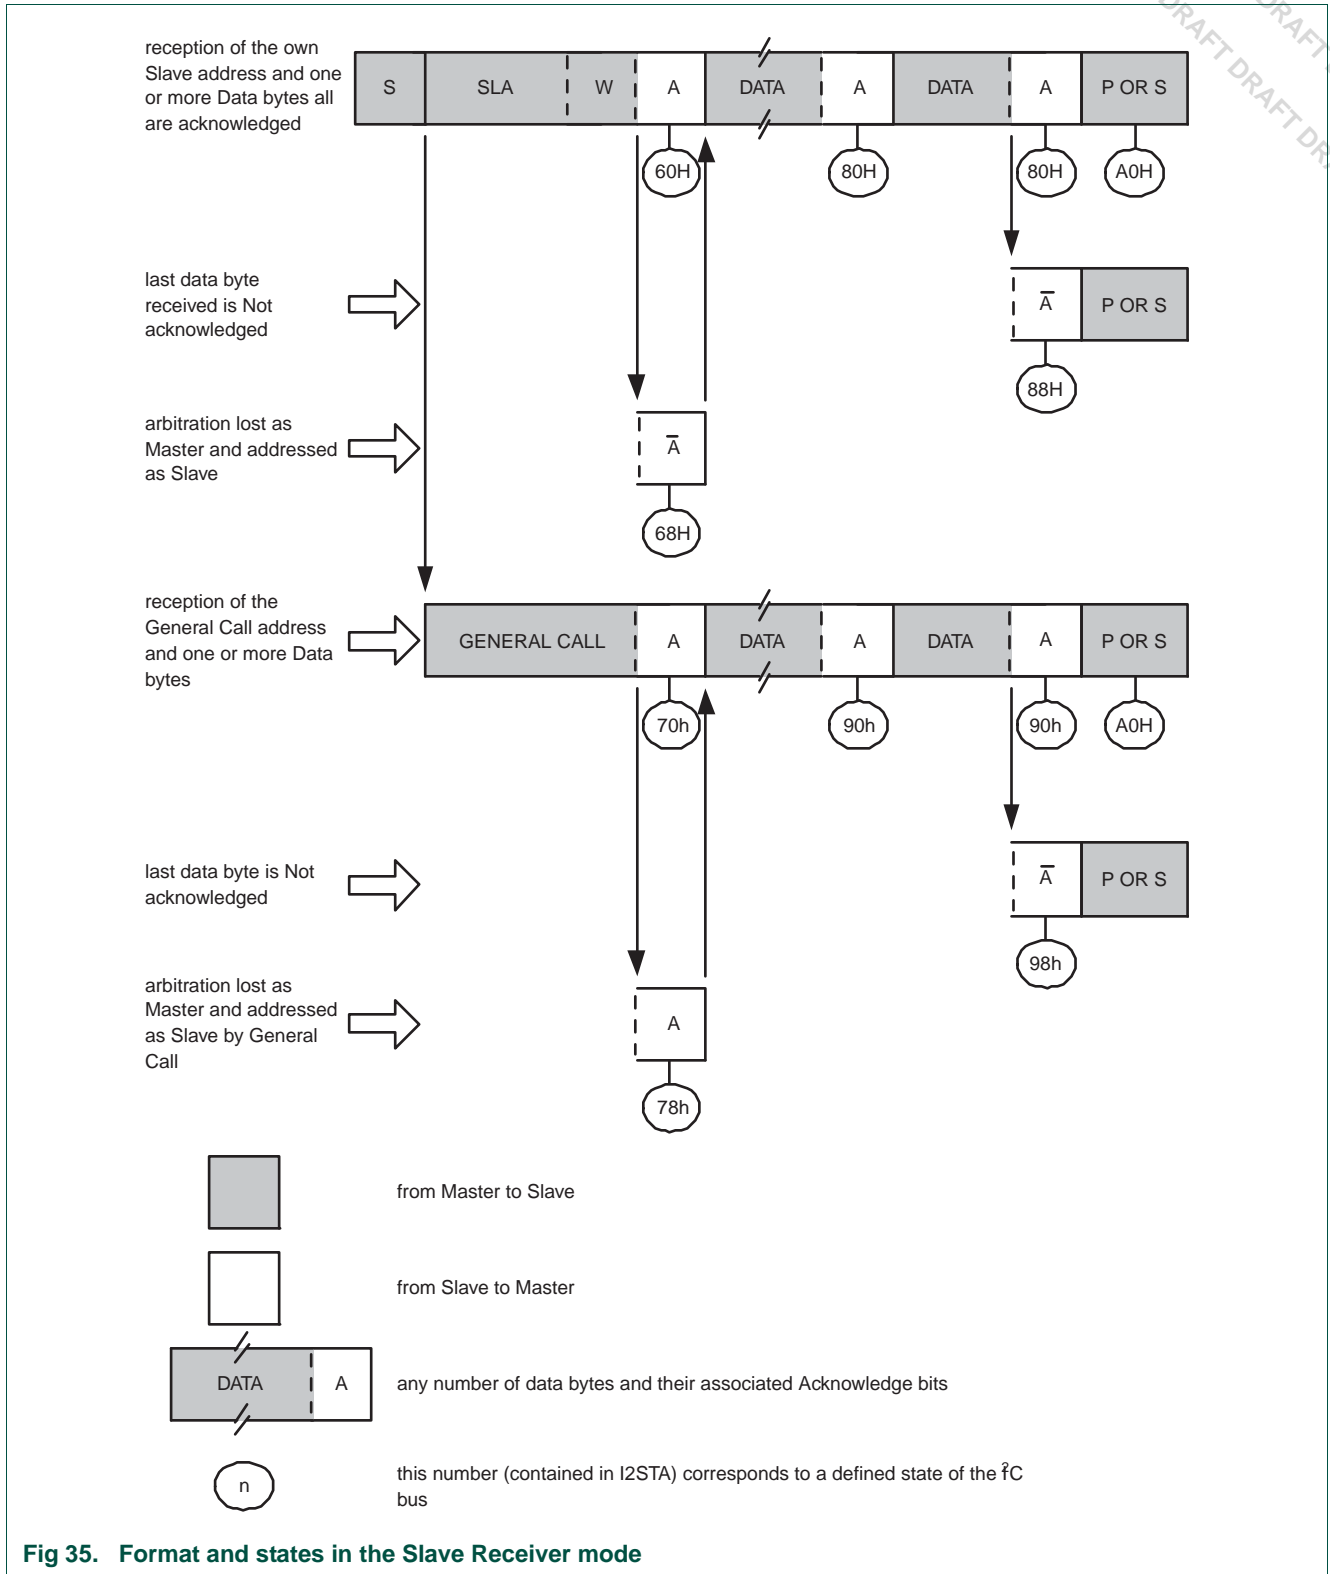 DRAFT DRAFT DR
DRAFT
reception of the own
Slave address and one
or more Data bytes all
are acknowledged
S SLA W A DATA A DATA A P OR S
60H 80H 80H A0H
last data byte
received is Not
acknowledged
A̅ P OR S
88H
arbitration lost as
Master and addressed
as Slave
A̅
68H
reception of the
General Call address
and one or more Data
bytes
GENERAL CALL A DATA A DATA A P OR S
70h 90h 90h A0H
last data byte is Not
acknowledged
A̅ P OR S
98h
arbitration lost as
Master and addressed
as Slave by General
Call
A
78h
from Master to Slave
from Slave to Master
DATA A any number of data bytes and their associated Acknowledge bits
n
this number (contained in I2STA) corresponds to a defined state of the I²C
bus
Fig 35. Format and states in the Slave Receiver mode